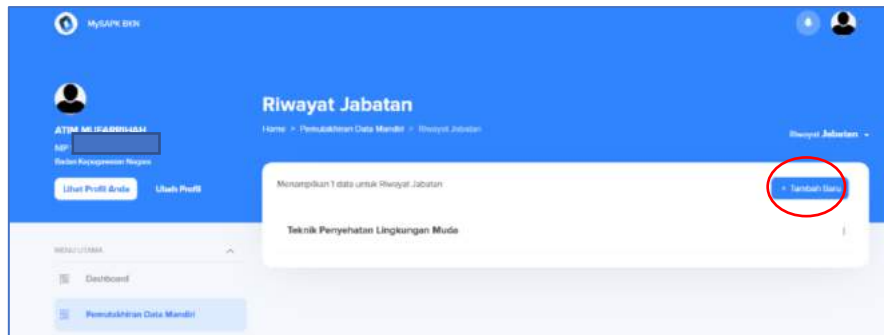 MySAPK BKN
ATIM MUFARRIHAH
NIP
Badan Kepegawaian Negara
Lihat Profil Anda
Ubah Profil
MENU UTAMA
Dashboard
Pemutakhiran Data Mandiri
Riwayat Jabatan
Home > Pemutakhiran Data Mandiri > Riwayat Jabatan
Riwayat Jabatan
Menampilkan 1 data untuk Riwayat Jabatan
+ Tambah Baru
Teknik Penyehatan Lingkungan Muda